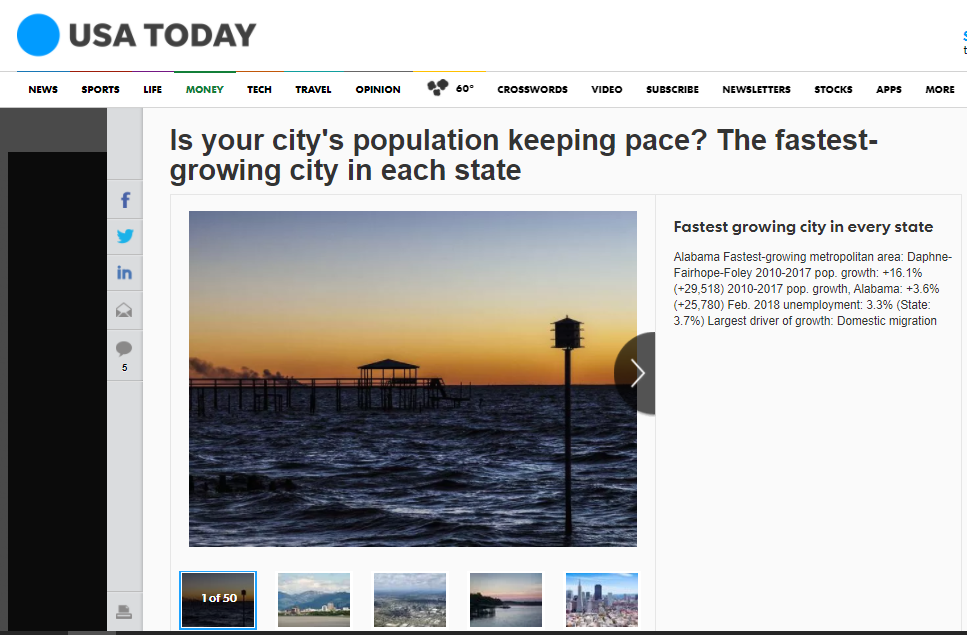 USA TODAY
NEWS SPORTS LIFE MONEY TECH TRAVEL OPINION 60° CROSSWORDS VIDEO SUBSCRIBE NEWSLETTERS STOCKS APPS MORE
Is your city's population keeping pace? The fastest-
growing city in each state
f
in
5
Fastest growing city in every state
Alabama Fastest-growing metropolitan area: Daphne-
Fairhope-Foley 2010-2017 pop. growth: +16.1%
(+29,518) 2010-2017 pop. growth, Alabama: +3.6%
(+25,780) Feb. 2018 unemployment: 3.3% (State:
3.7%) Largest driver of growth: Domestic migration
1 of 50